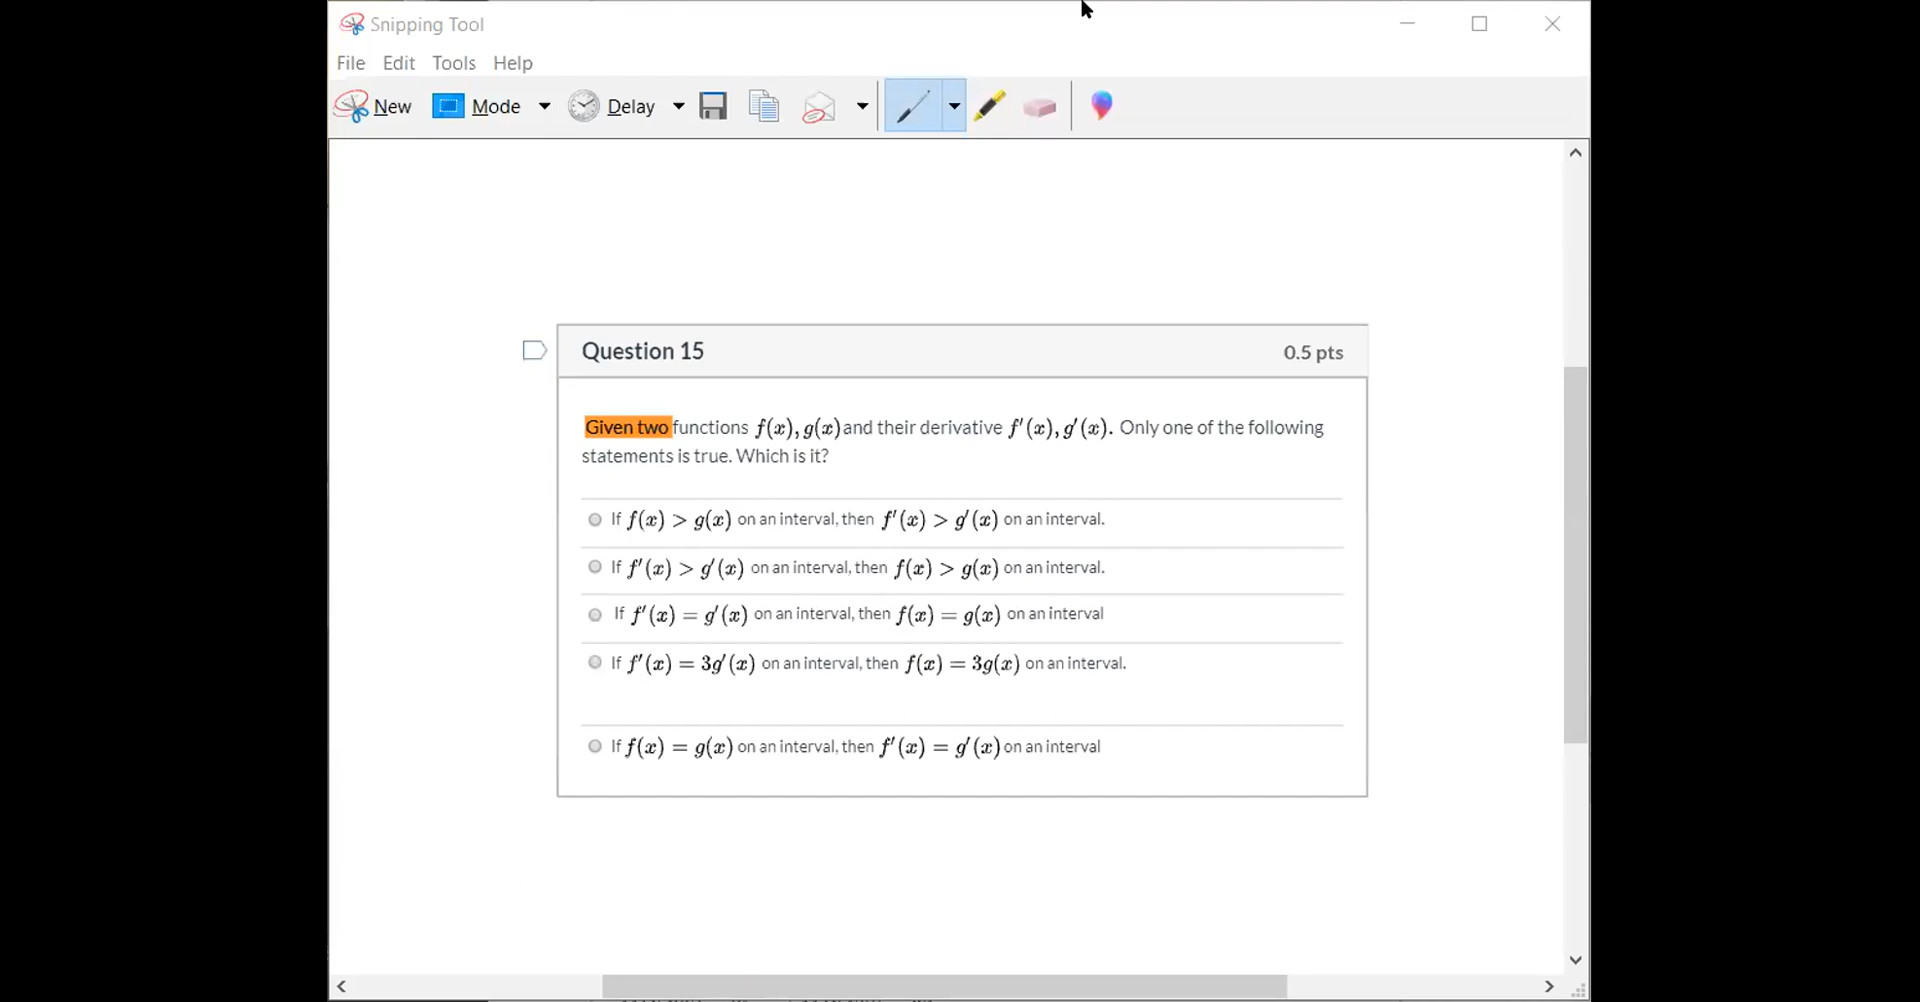 Snipping Tool
File Edit Tools Help
New Mode Delay
Question 15 0.5 pts
Given two functions f(x), g(x) and their derivative f′(x), g′(x). Only one of the following
statements is true. Which is it?
If f(x) > g(x) on an interval, then f′(x) > g′(x) on an interval.
If f′(x) > g′(x) on an interval, then f(x) > g(x) on an interval.
If f′(x) = g′(x) on an interval, then f(x) = g(x) on an interval
If f′(x) = 3g′(x) on an interval, then f(x) = 3g(x) on an interval.
If f(x) = g(x) on an interval, then f′(x) = g′(x) on an interval